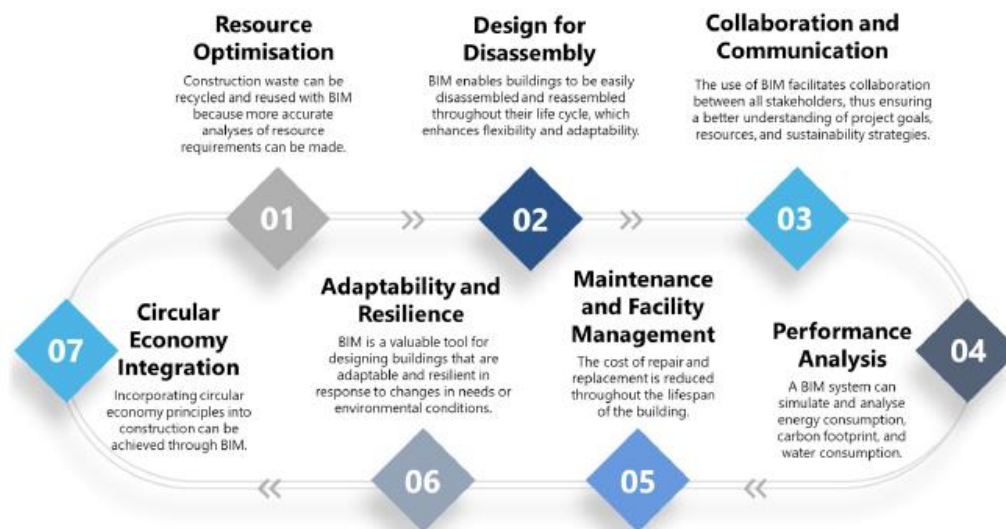 Resource
Optimisation
Construction waste can be
recycled and reused with BIM
because more accurate
analyses of resource
requirements can be made.
01
Design for
Disassembly
BIM enables buildings to be easily
disassembled and reassembled
throughout their life cycle, which
enhances flexibility and adaptability.
02
Collaboration and
Communication
The use of BIM facilitates collaboration
between all stakeholders, thus ensuring
a better understanding of project goals,
resources, and sustainability strategies.
03
Performance
Analysis
A BIM system can
simulate and analyse
energy consumption,
carbon footprint, and
water consumption.
04
Maintenance
and Facility
Management
The cost of repair and
replacement is reduced
throughout the lifespan
of the building.
05
Adaptability and
Resilience
BIM is a valuable tool for
designing buildings that are
adaptable and resilient in
response to changes in needs or
environmental conditions.
06
Circular
Economy
Integration
Incorporating circular
economy principles into
construction can be
achieved through BIM.
07